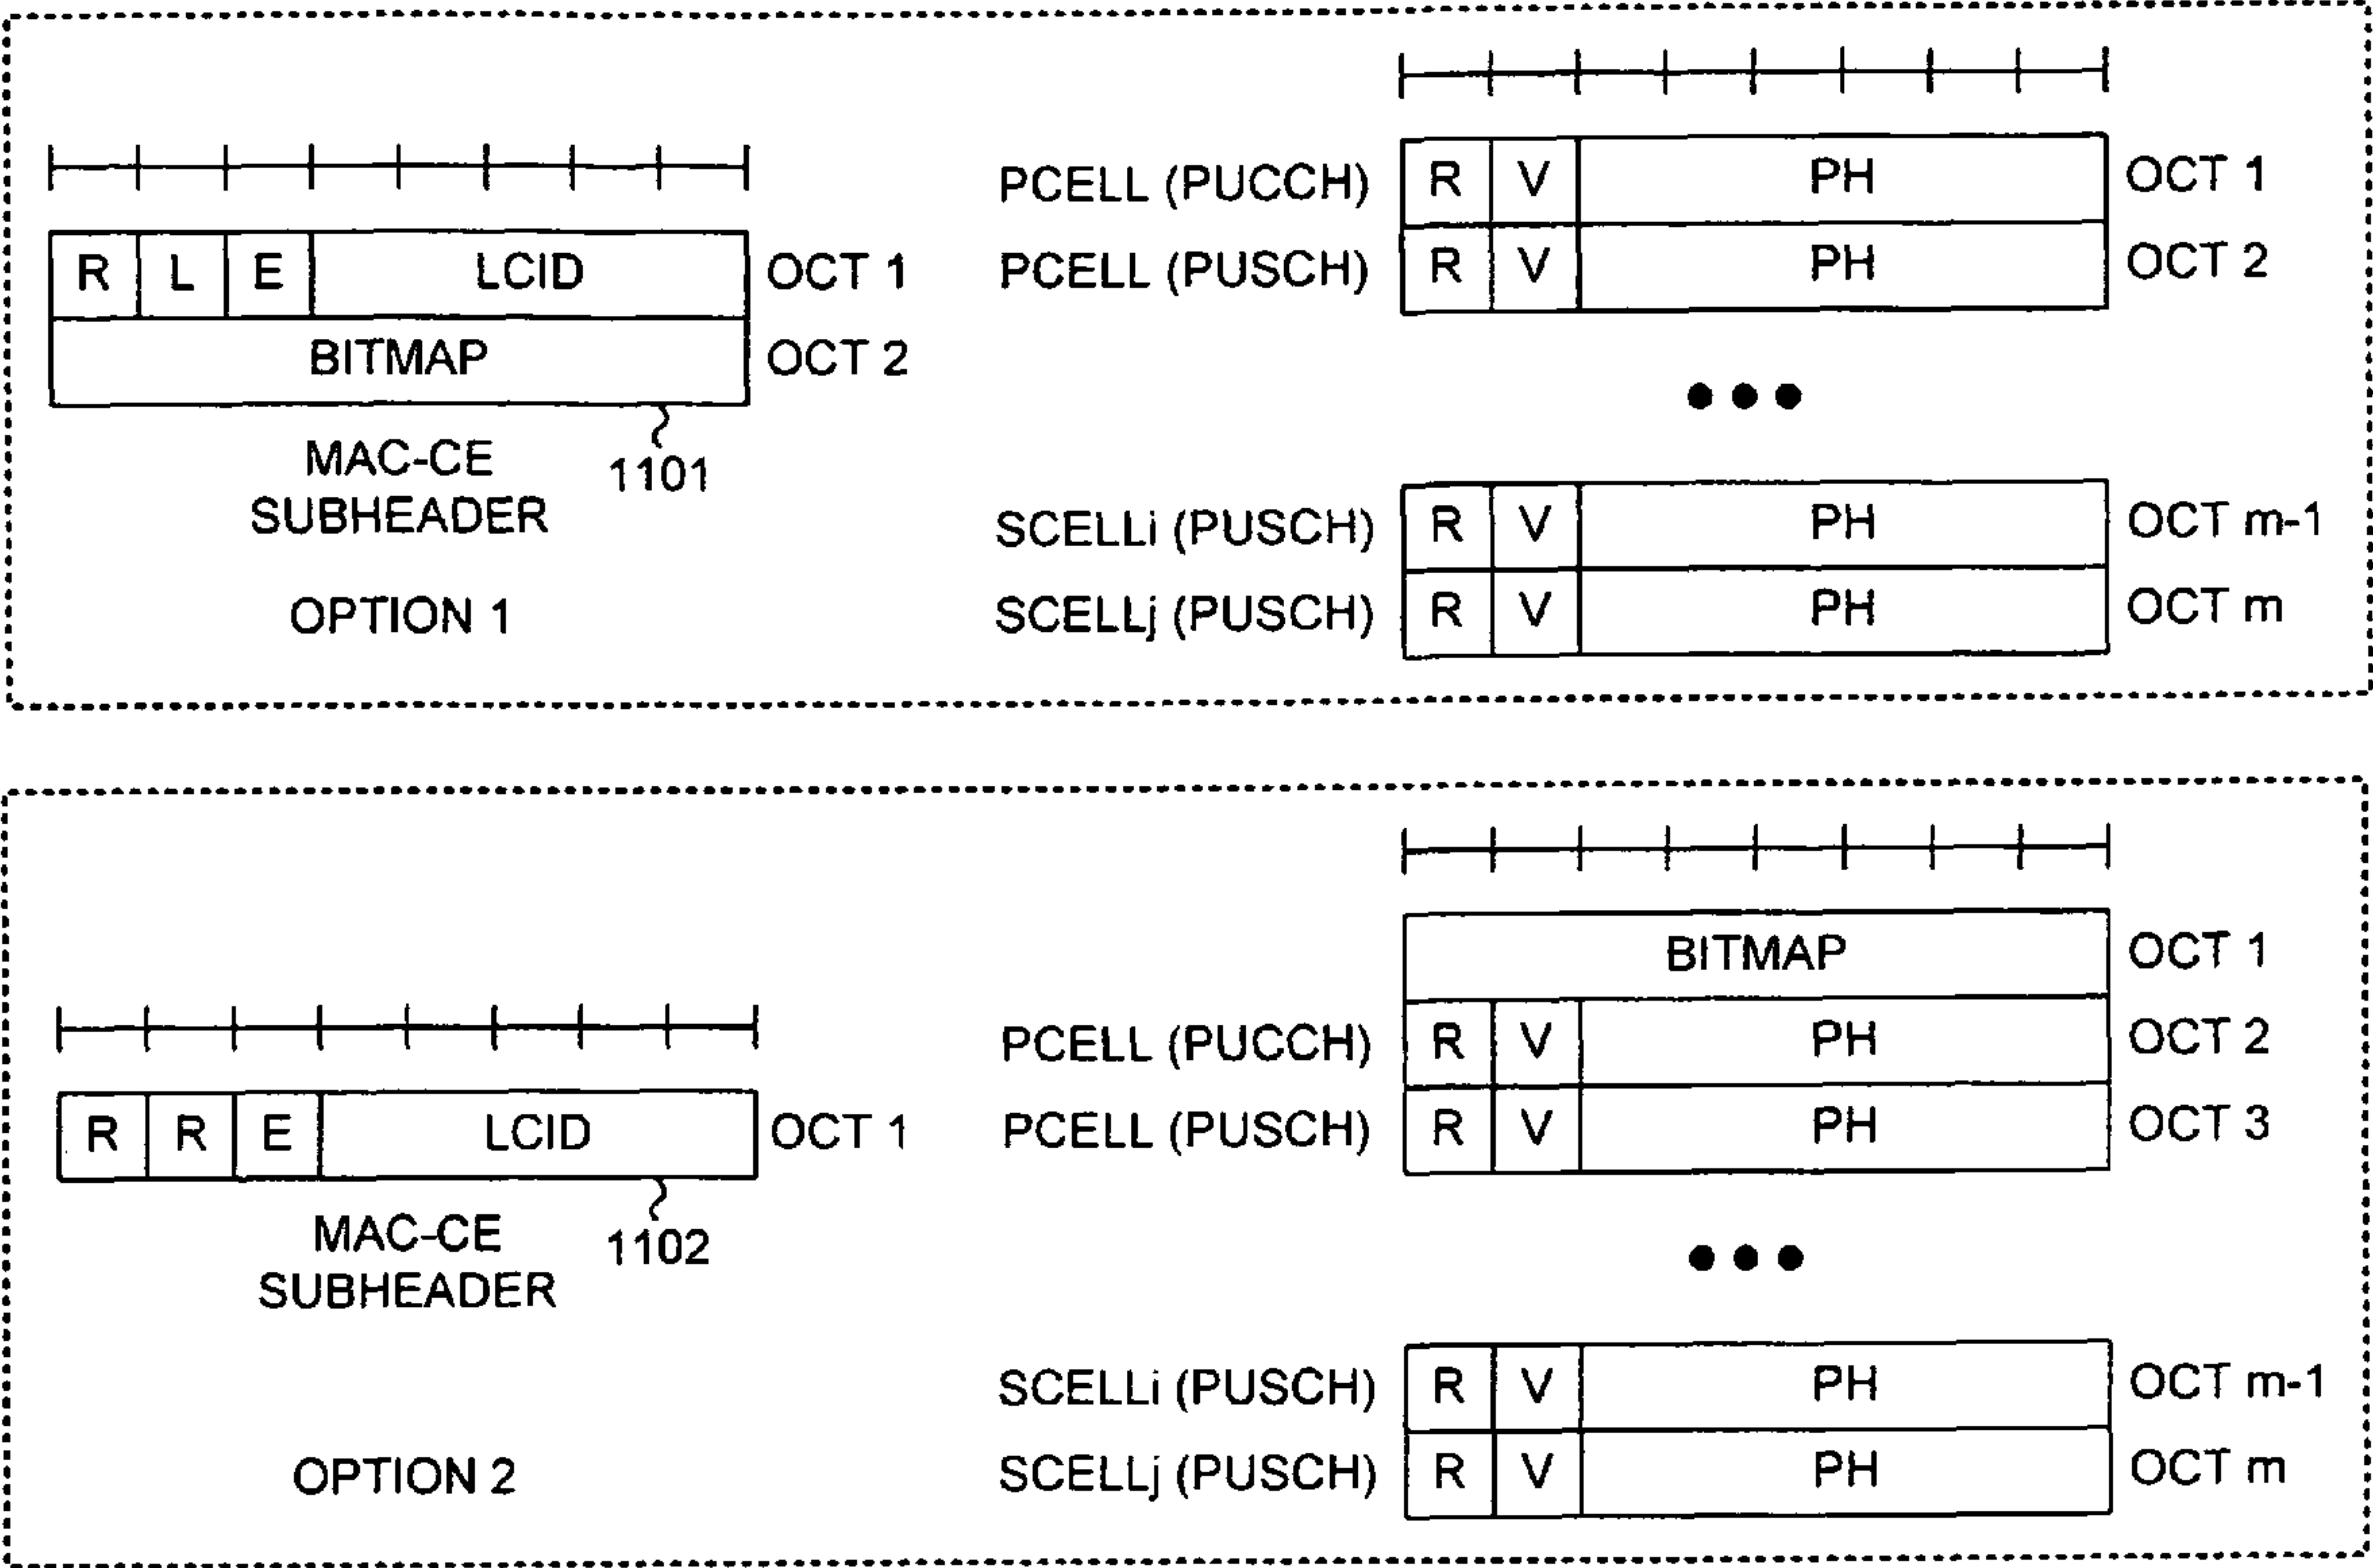 PCELL (PUCCH) R V PH OCT 1
PCELL (PUSCH) R V PH OCT 2
R L E LCID OCT 1
BITMAP OCT 2
MAC-CE
SUBHEADER
1101
OPTION 1
SCELLi (PUSCH) R V PH OCT m-1
SCELLj (PUSCH) R V PH OCT m
BITMAP OCT 1
PCELL (PUCCH) R V PH OCT 2
PCELL (PUSCH) R V PH OCT 3
R R E LCID OCT 1
MAC-CE
SUBHEADER
1102
SCELLi (PUSCH) R V PH OCT m-1
SCELLj (PUSCH) R V PH OCT m
OPTION 2